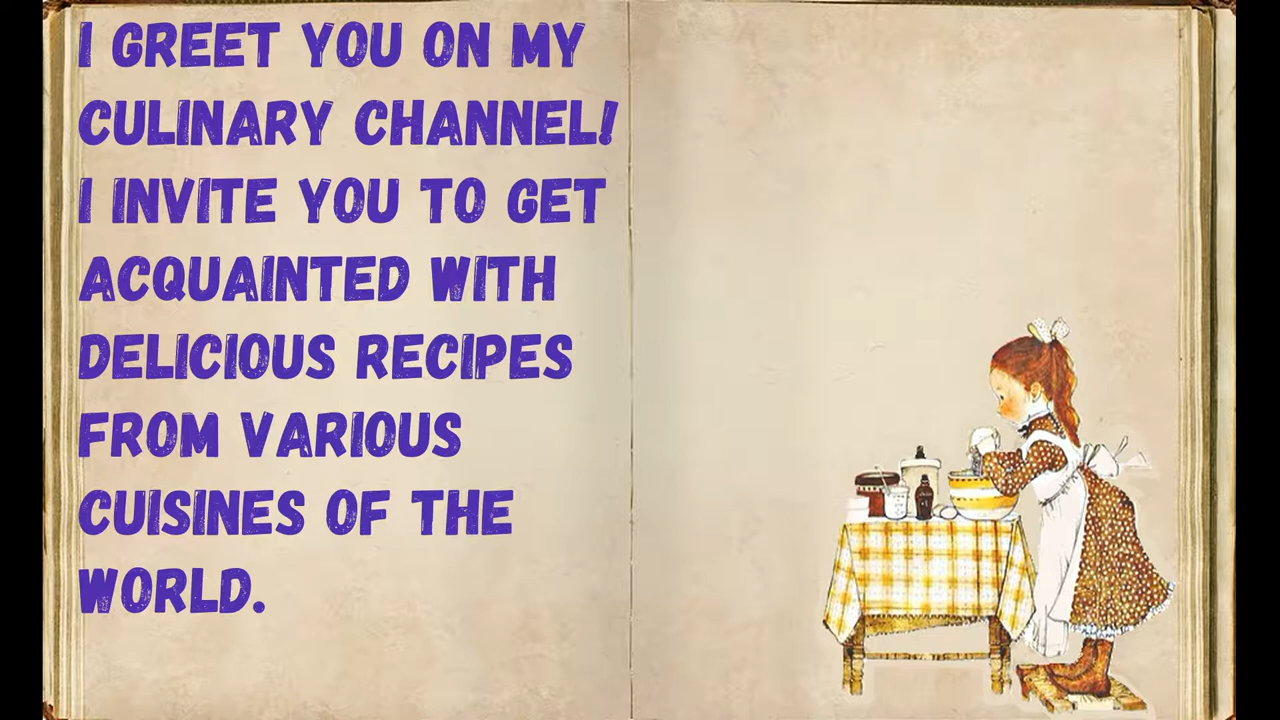 I GREET YOU ON MY
CULINARY CHANNEL!
I INVITE YOU TO GET
ACQUAINTED WITH
DELICIOUS RECIPES
FROM VARIOUS
CUISINES OF THE
WORLD.